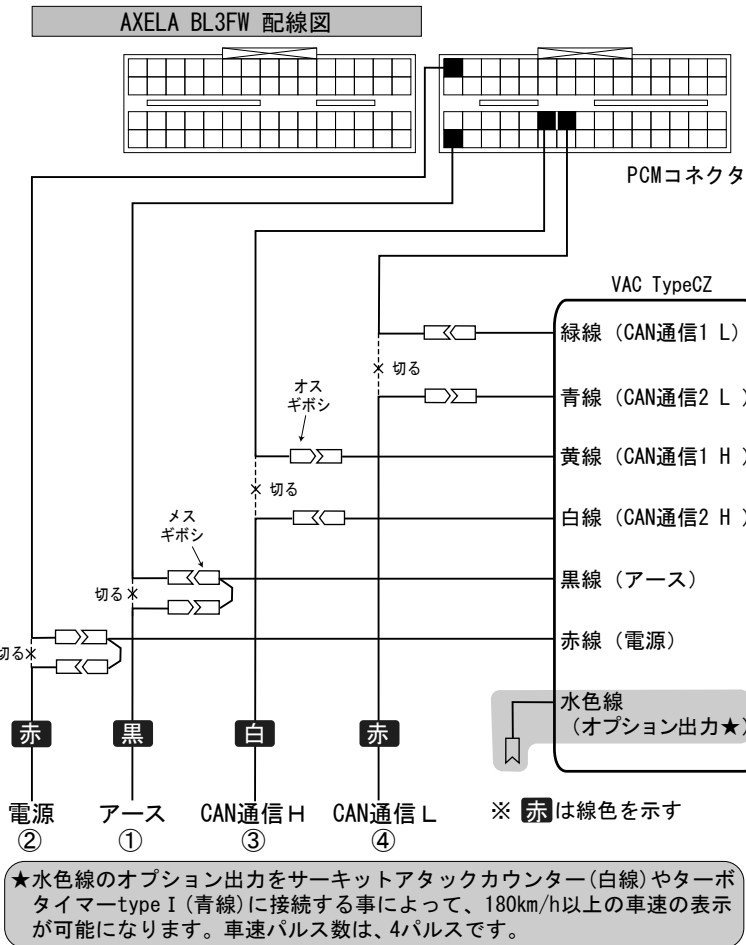 AXELA BL3FW 配線図
PCMコネクタ
VAC TypeCZ
緑線 (CAN通信1 L)
切る
オス
ギボシ
青線 (CAN通信2 L )
黄線 (CAN通信1 H )
切る
メス
ギボシ
白線 (CAN通信2 H )
切る
黒線 (アース)
切る
赤線 (電源)
水色線
(オプション出力★)
赤 黒 白 赤
電源 アース CAN通信H CAN通信L
② ① ③ ④
※ 赤は線色を示す
★水色線のオプション出力をサーキットアタックカウンター(白線)やターボ
タイマーtypeⅠ(青線)に接続する事によって、180km/h以上の車速の表示
が可能になります。車速パルス数は、4パルスです。